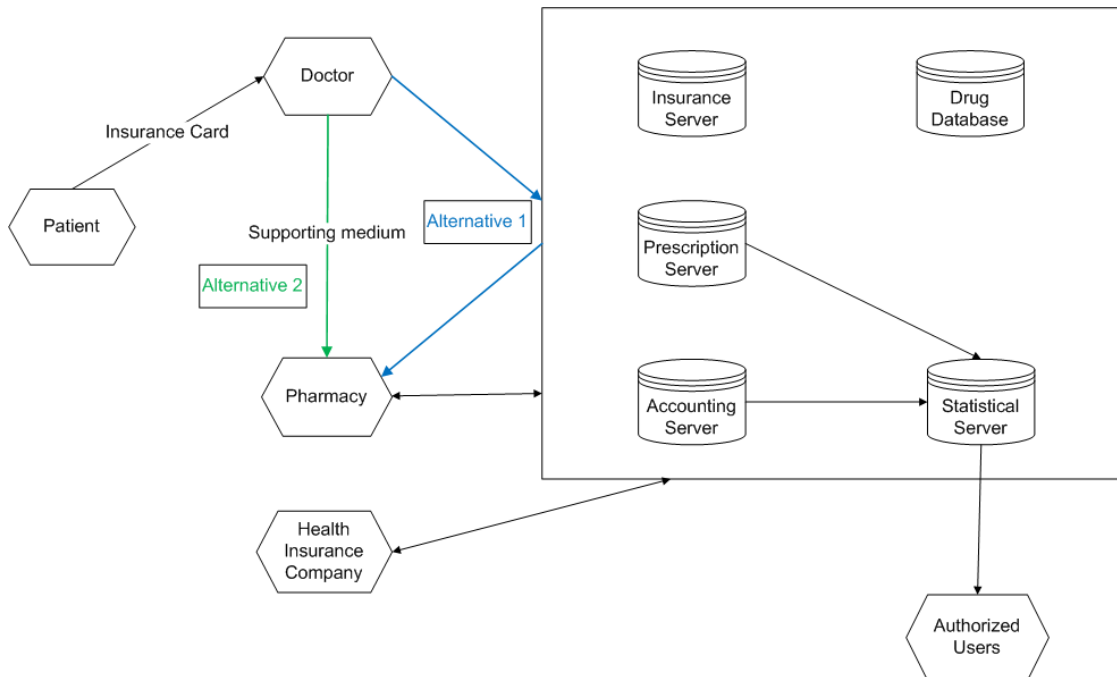 Doctor
Insurance
Server
Drug
Database
Insurance Card
Patient
Supporting medium
Alternative 1
Prescription
Server
Alternative 2
Pharmacy
Accounting
Server
Statistical
Server
Health
Insurance
Company
Authorized
Users